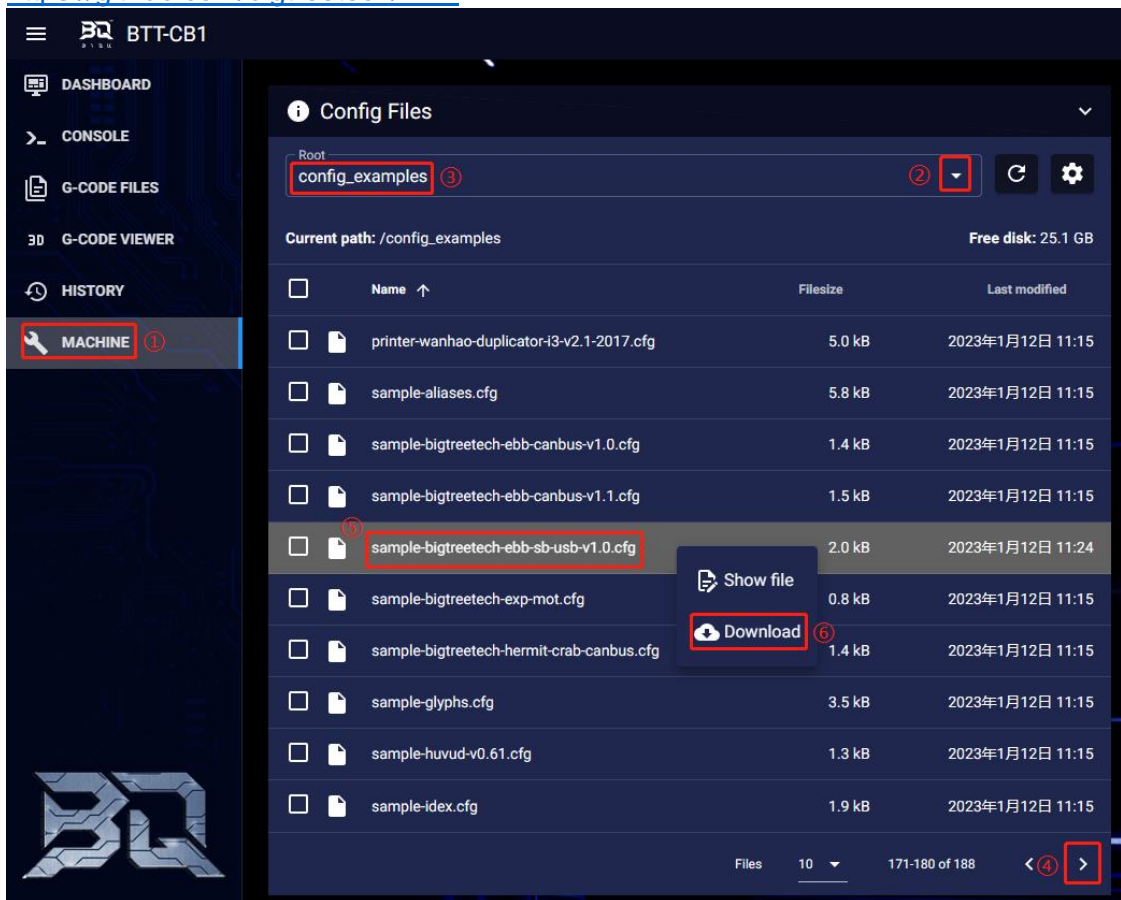 BTT-CB1
DASHBOARD
CONSOLE
G-CODE FILES
3D G-CODE VIEWER
HISTORY
MACHINE ①
Config Files
Root
config_examples ③ ②
Current path: /config_examples Free disk: 25.1 GB
Name Filesize Last modified
printer-wanhao-duplicator-i3-v2.1-2017.cfg 5.0 kB 2023年1月12日 11:15
sample-aliases.cfg 5.8 kB 2023年1月12日 11:15
sample-bigtreetech-ebb-canbus-v1.0.cfg 1.4 kB 2023年1月12日 11:15
sample-bigtreetech-ebb-canbus-v1.1.cfg 1.5 kB 2023年1月12日 11:15
⑤
sample-bigtreetech-ebb-sb-usb-v1.0.cfg 2.0 kB 2023年1月12日 11:24
Show file
sample-bigtreetech-exp-mot.cfg 0.8 kB 2023年1月12日 11:15
Download ⑥
sample-bigtreetech-hermit-crab-canbus.cfg 1.4 kB 2023年1月12日 11:15
sample-glyphs.cfg 3.5 kB 2023年1月12日 11:15
sample-huvud-v0.61.cfg 1.3 kB 2023年1月12日 11:15
sample-idex.cfg 1.9 kB 2023年1月12日 11:15
Files 10 171-180 of 188 ④
BQ